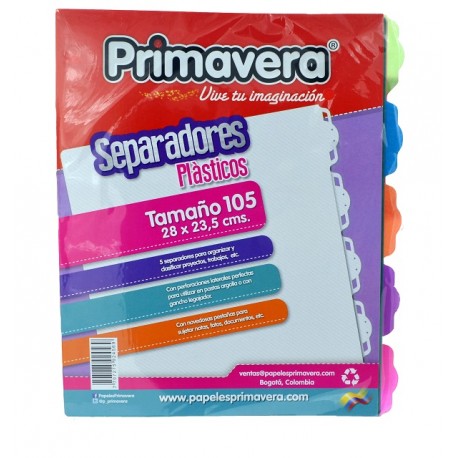 Primavera®
Vive tu imaginación
Separadores
Plásticos
Tamaño 105
28 x 23,5 cms.
5 separadores para organizar y
clasificar proyectos, trabajos, etc.
Con perforaciones laterales perfectas
para utilizar en pastas argolla o con
gancho legajador.
Con novedosas pestañas para
sujetar notas, fotos, documentos, etc.
ventas@papelesprimavera.com
Bogotá, Colombia
PapelesPrimavera
@p_primavera
www.papelesprimavera.com